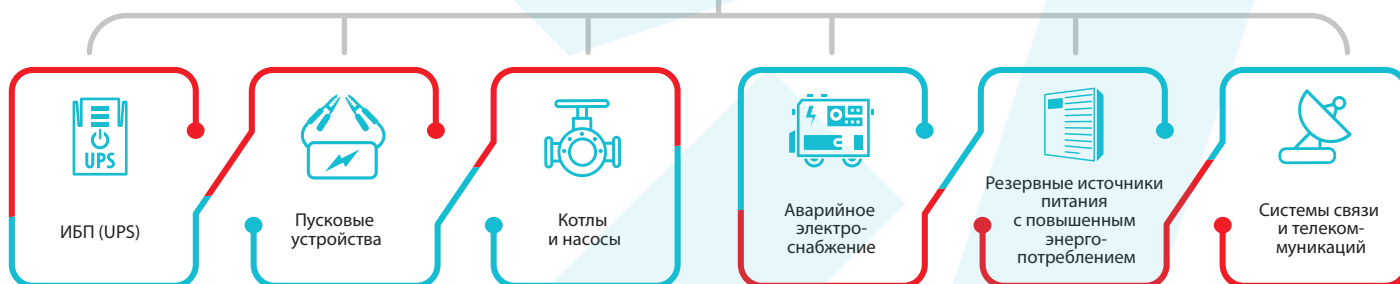 UPS
ИБП (UPS)
Пусковые
устройства
Котлы
и насосы
Аварийное
электро-
снабжение
Резервные источники
питания
с повышенным
энерго-
потреблением
Системы связи
и телеком-
муникаций